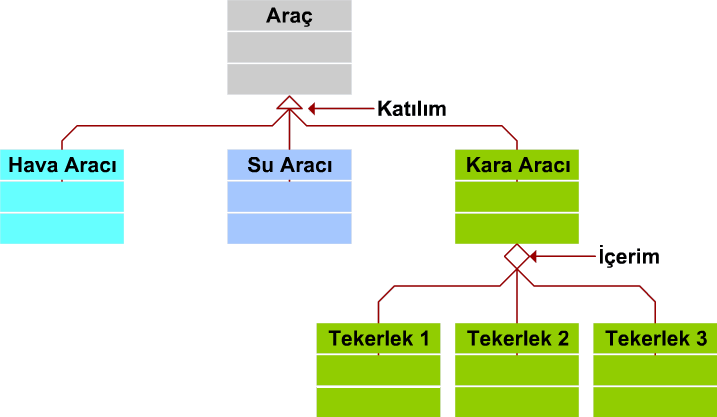 Araç
Katılım
Hava Aracı
Su Aracı
Kara Aracı
İçerim
Tekerlek 1
Tekerlek 2
Tekerlek 3